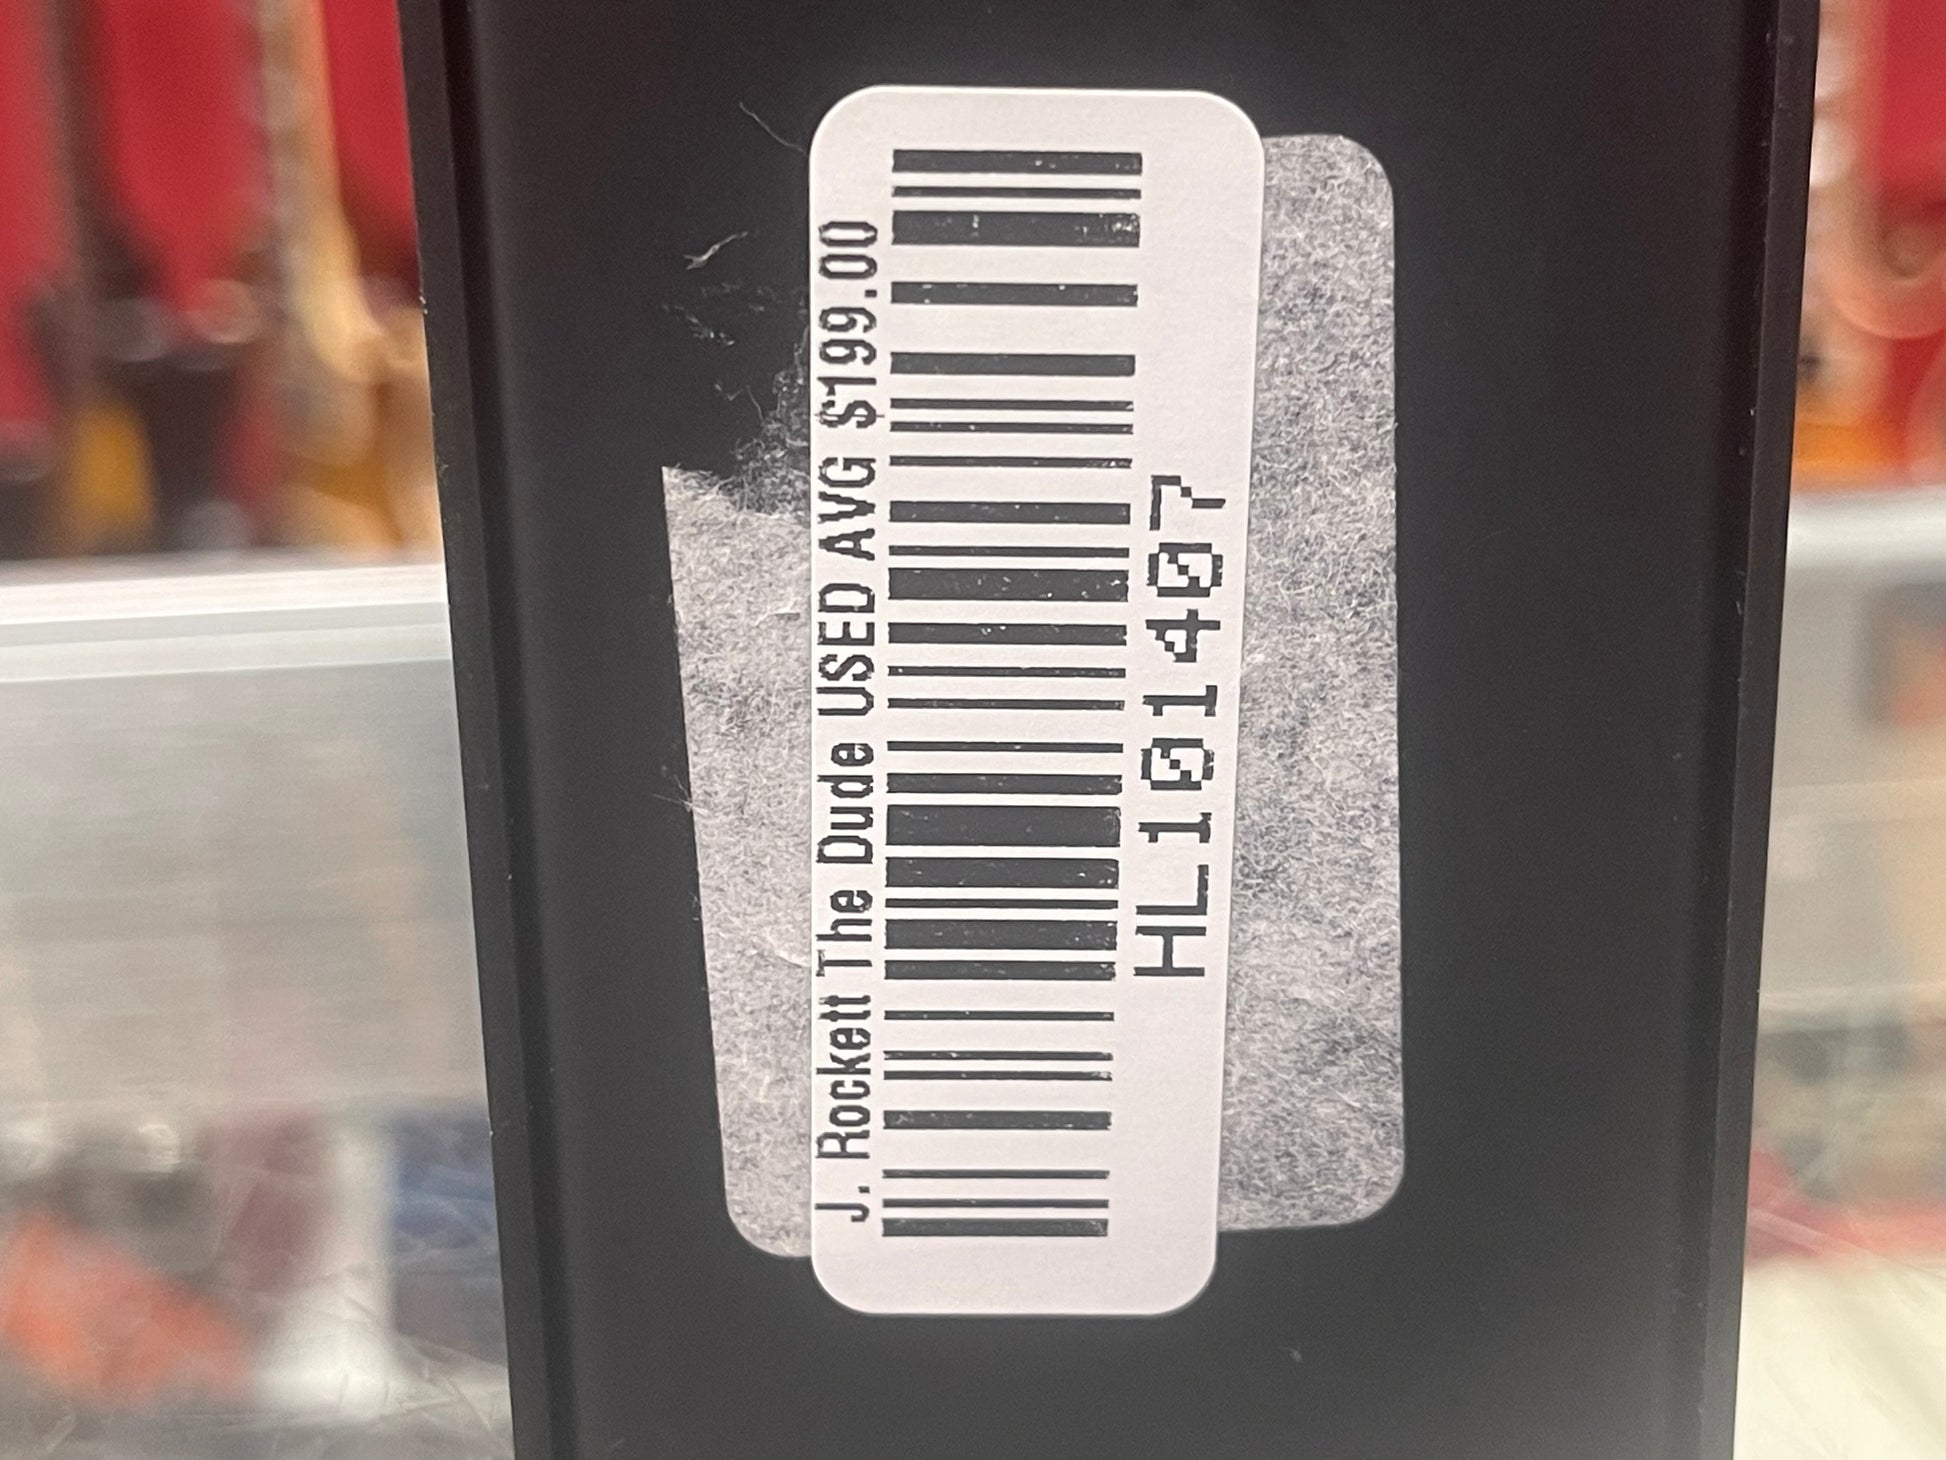 J. Rockett The Dude USED AVG $199.00
HL101407